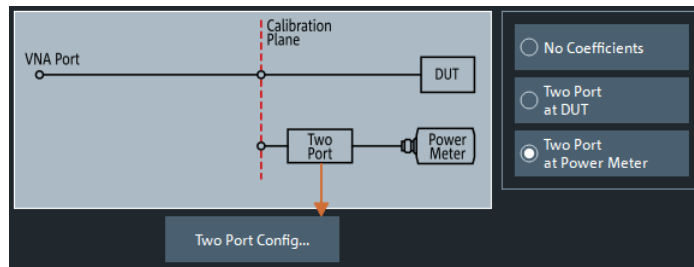 Calibration
Plane
VNA Port
DUT
Two
Port
Power
Meter
Two Port Config...
No Coefficients
Two Port
at DUT
Two Port
at Power Meter